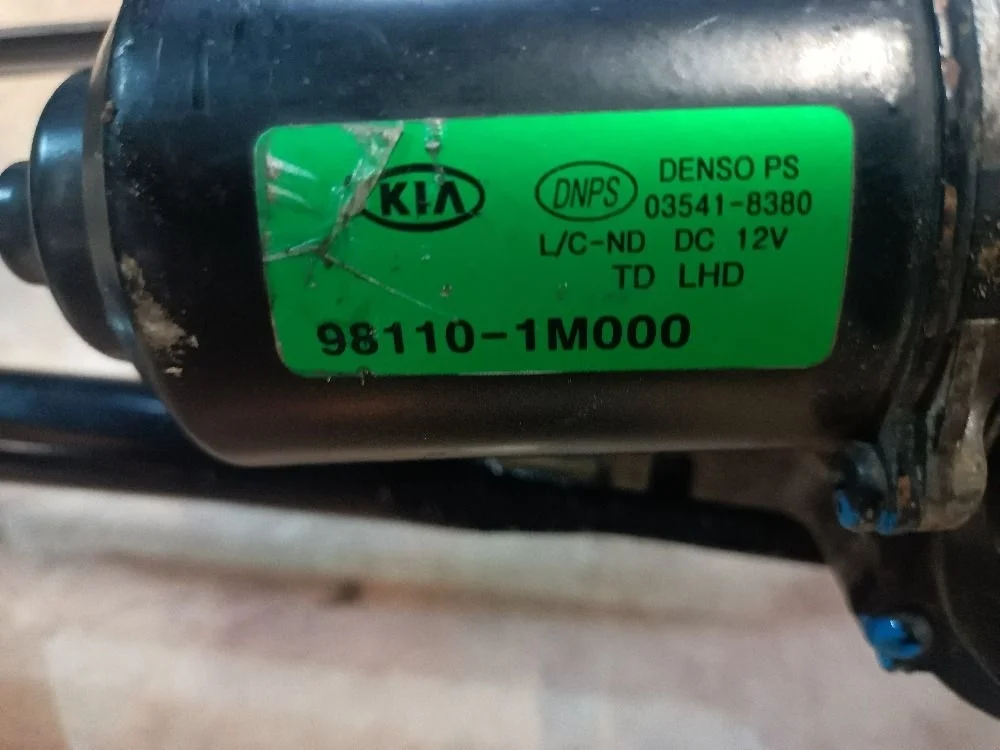 KIA
DNPS
DENSO PS
03541-8380
L/C-ND DC 12V
TD LHD
98110-1M000